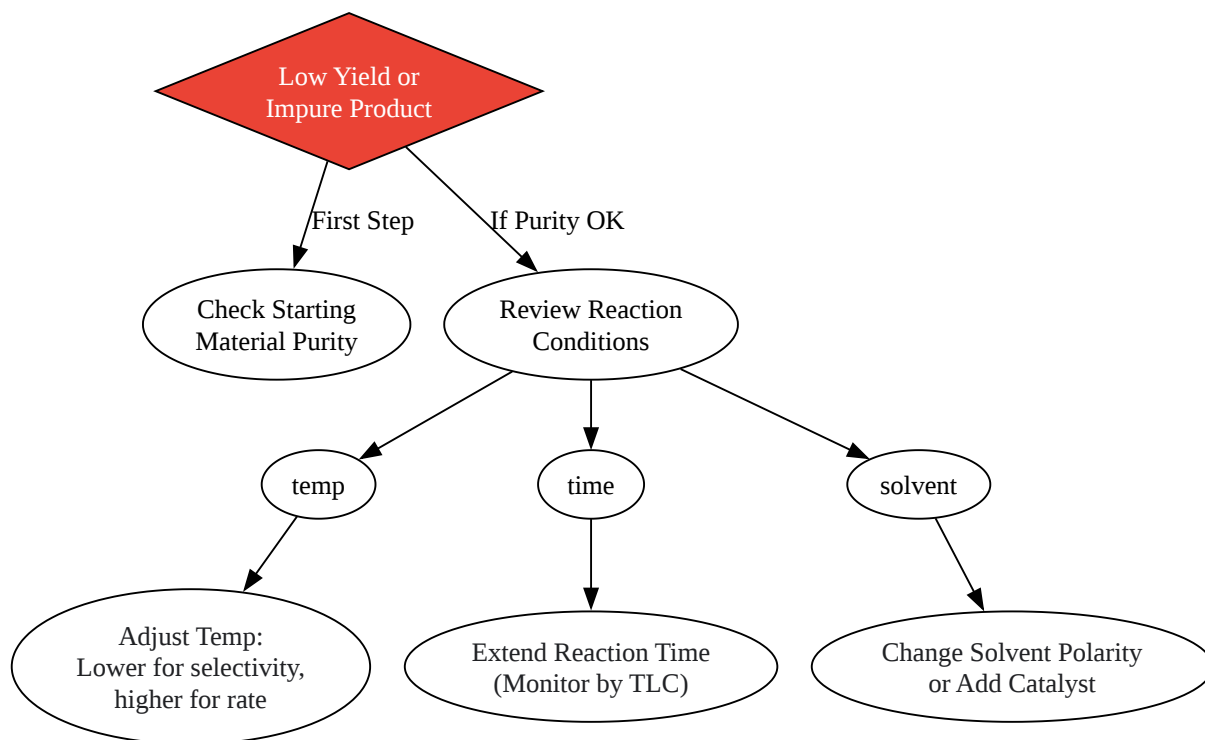 Low Yield or
Impure Product
First Step
If Purity OK
Check Starting
Material Purity
Review Reaction
Conditions
temp
time
solvent
Adjust Temp:
Lower for selectivity,
higher for rate
Extend Reaction Time
(Monitor by TLC)
Change Solvent Polarity
or Add Catalyst